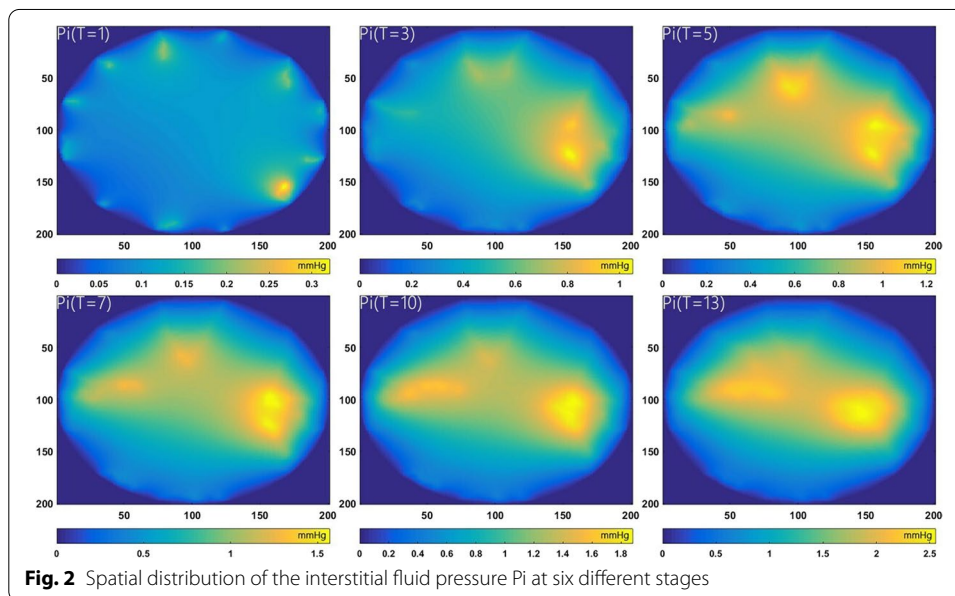 Pi(T=1) Pi(T=3) Pi(T=5)
50 50 50
100 100 100
150 150 150
200 200 200
50 100 150 200 50 100 150 200 50 100 150 200
mmHg mmHg mmHg
0 0.05 0.1 0.15 0.2 0.25 0.3 0 0.2 0.4 0.6 0.8 1 0 0.2 0.4 0.6 0.8 1 1.2
Pi(T=7) Pi(T=10) Pi(T=13)
50 50 50
100 100 100
150 150 150
200 200 200
50 100 150 200 50 100 150 200 50 100 150 200
mmHg mmHg mmHg
0 0.5 1 1.5 0 0.2 0.4 0.6 0.8 1 1.2 1.4 1.6 1.8 0 0.5 1 1.5 2 2.5
Fig. 2 Spatial distribution of the interstitial fluid pressure Pi at six different stages